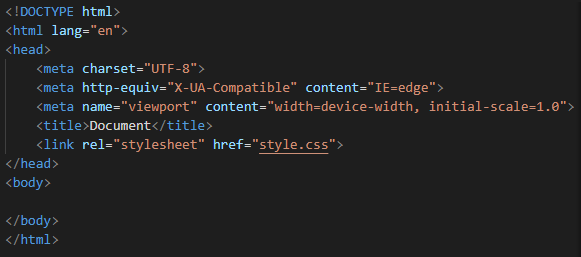 <!DOCTYPE html>
<html lang="en">
<head>
    <meta charset="UTF-8">
    <meta http-equiv="X-UA-Compatible" content="IE=edge">
    <meta name="viewport" content="width=device-width, initial-scale=1.0">
    <title>Document</title>
    <link rel="stylesheet" href="style.css">
</head>
<body>

</body>
</html>